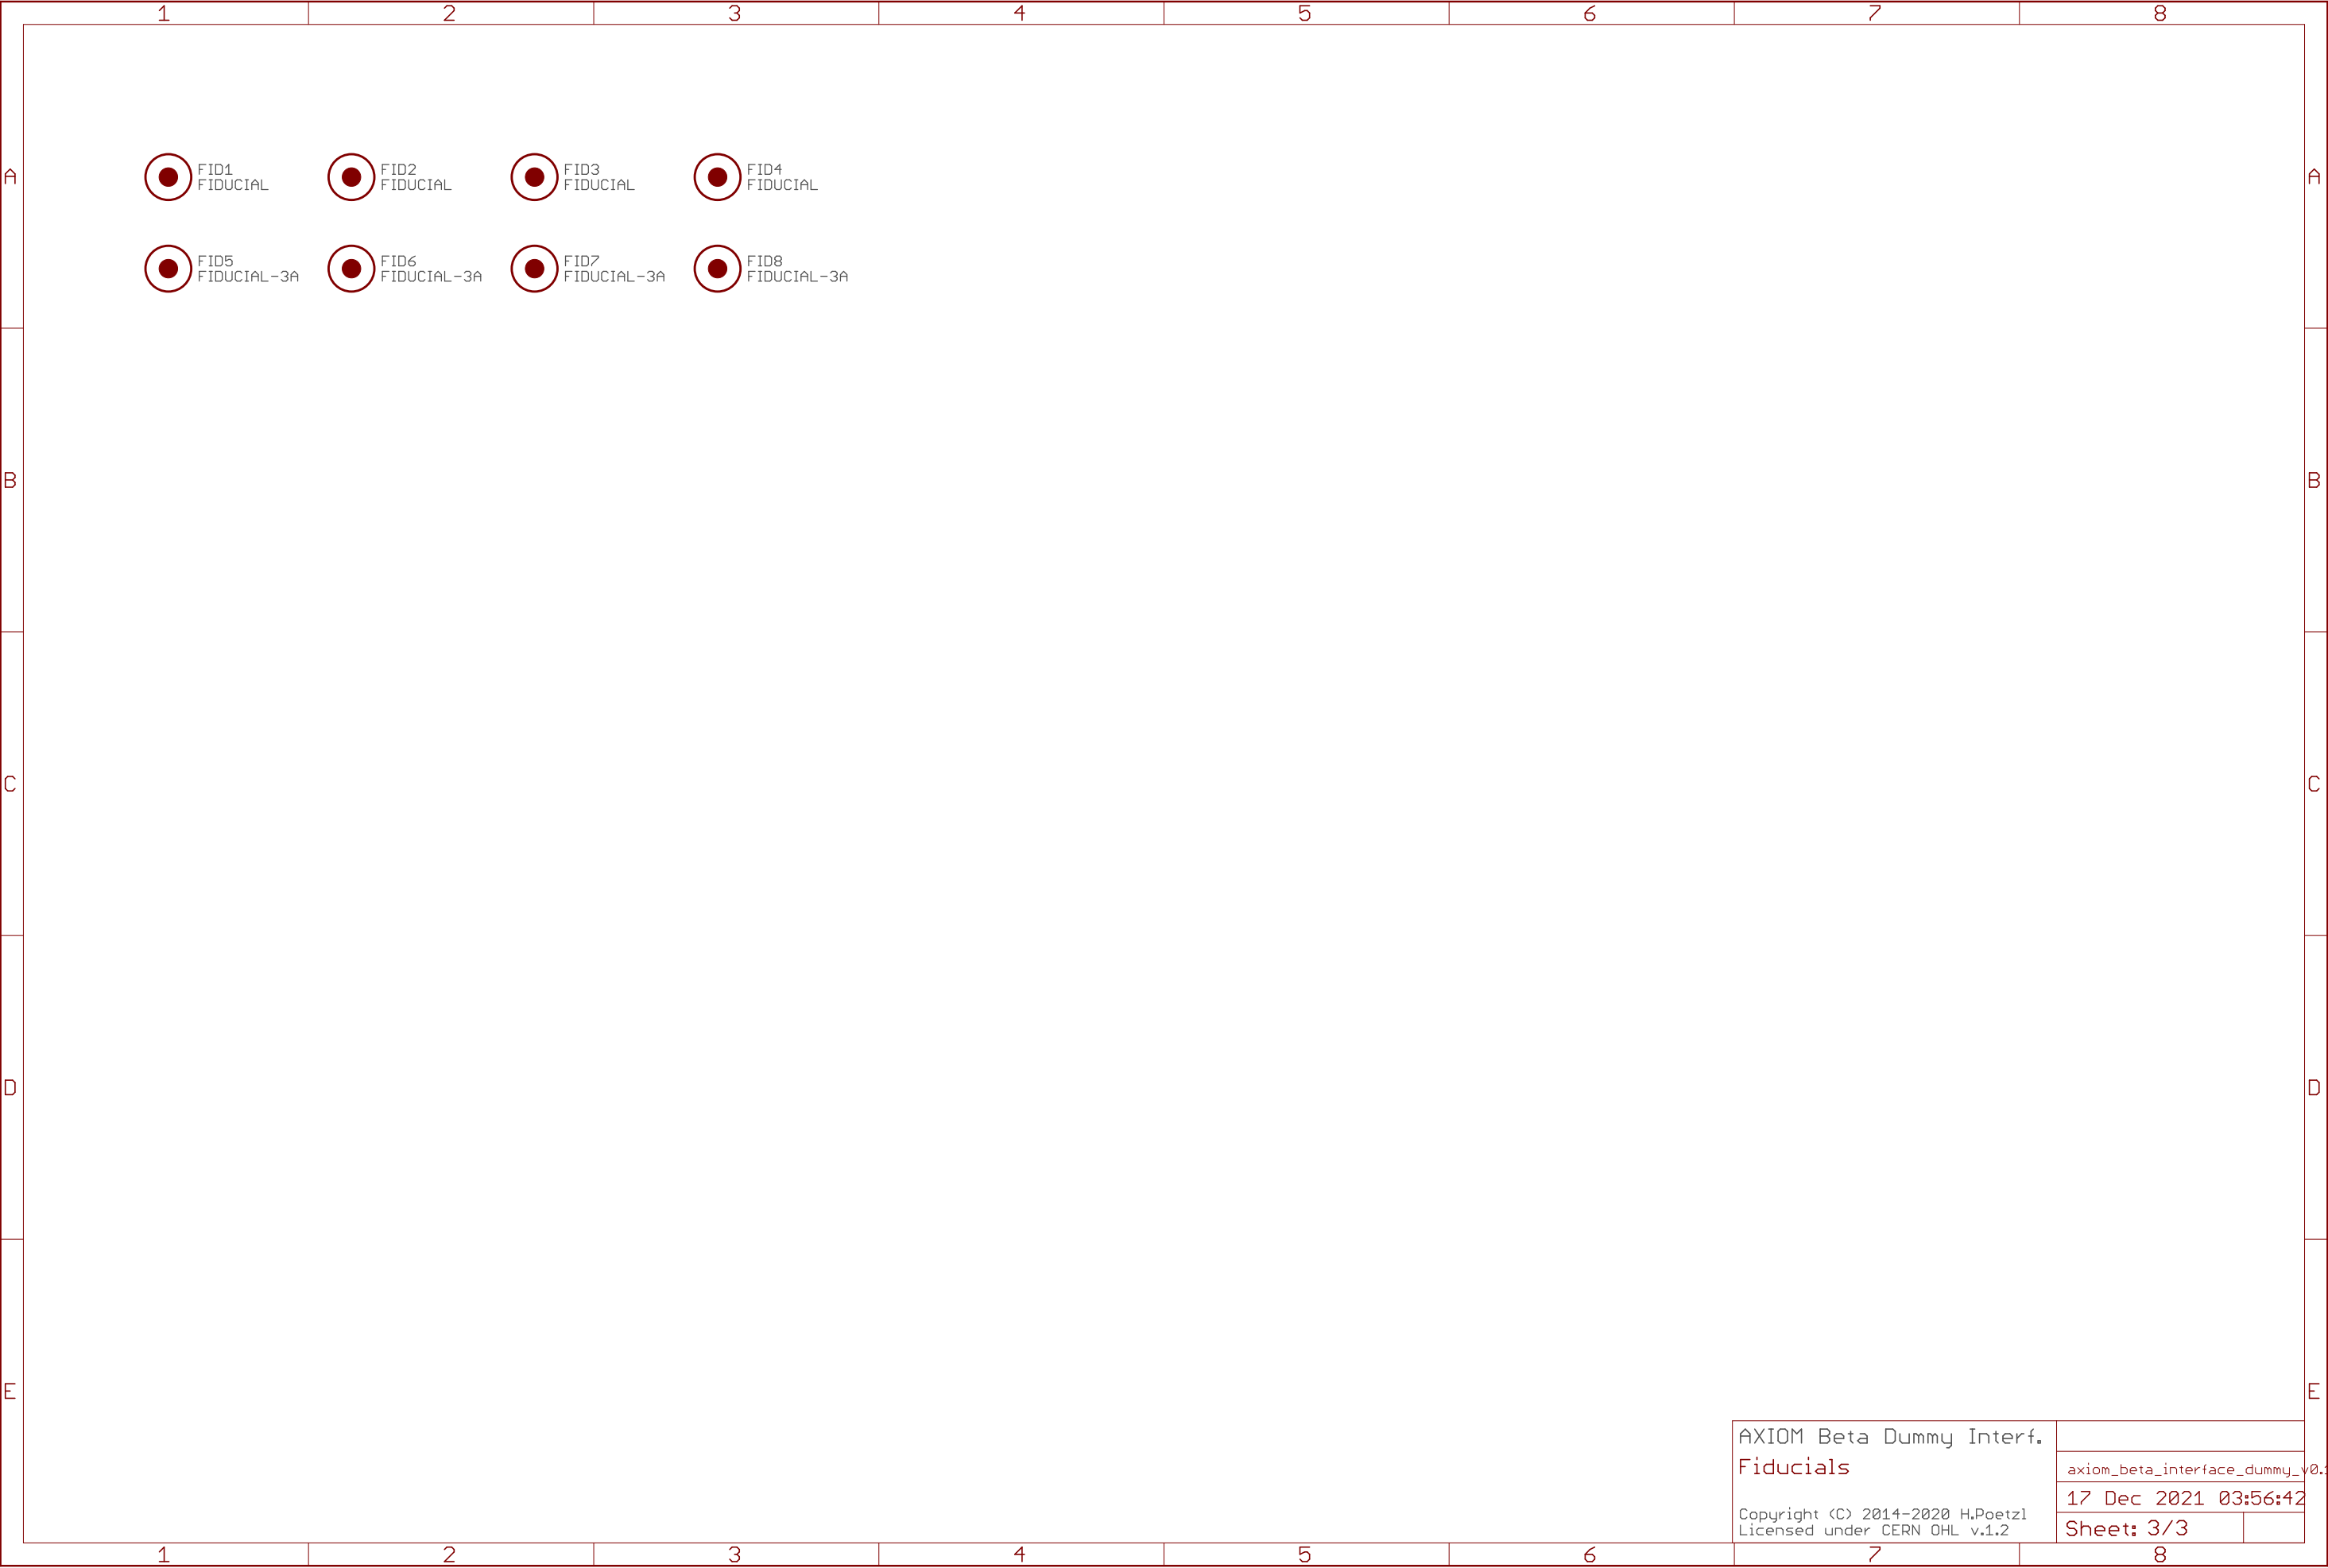 1 2 3 4 5 6 7 8
A A
FID1 FID2 FID3 FID4
FIDUCIAL FIDUCIAL FIDUCIAL FIDUCIAL
FID5 FID6 FID7 FID8
FIDUCIAL-3A FIDUCIAL-3A FIDUCIAL-3A FIDUCIAL-3A
B B
C C
D D
E E
AXIOM Beta Dummy Interf.
Fiducials
Copyright (C) 2014-2020 H.Poetzl
Licensed under CERN OHL v.1.2
axiom_beta_interface_dummy_v0.
17 Dec 2021 03:56:42
Sheet: 3/3
1 2 3 4 5 6 7 8